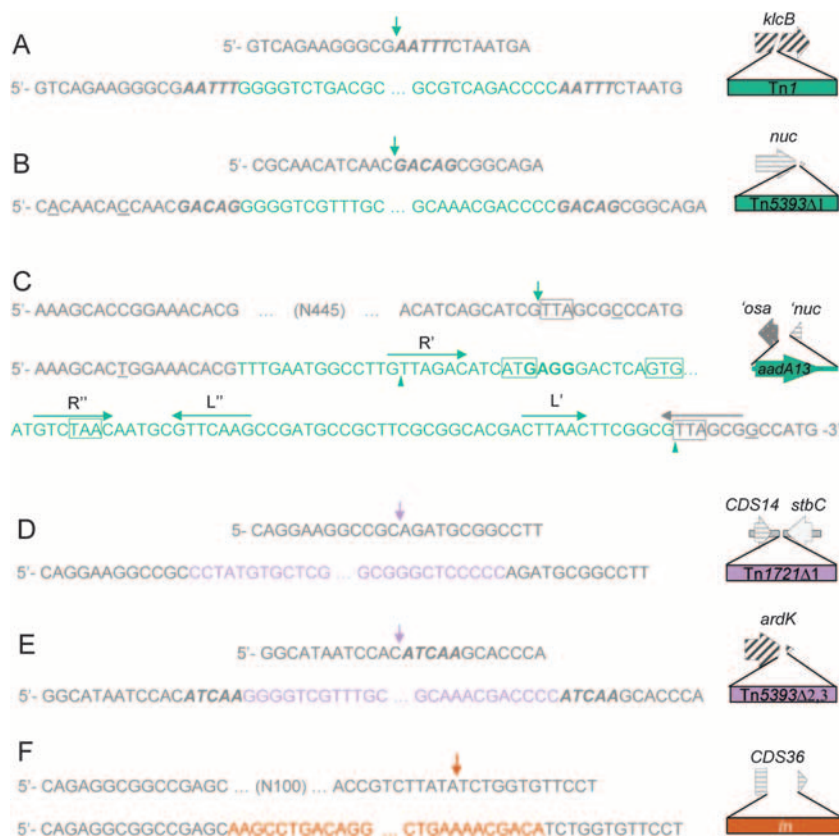 A
5'- GTCAGAAGGGCGAATTTCTAATGA
klcB
5'- GTCAGAAGGGCGAATTTGGGGTCTGACGC ... GCGTCAGACCCCAATTTCTAATG
Tn1
B
5'- CGCAACATCAACGACAGCGGCAGA
nuc
5'- CACAACACCAACGACAGGGGGTCGTTTGC ... GCAAACGACCCCGACAGCGGCAGA
Tn5393Δ1
C
5'- AAAGCACCGGAAACACG ... (N445) ... ACATCAGCATCGTTAGCGCCCATG
'osa 'nuc
R'
5'- AAAGCACTGGAAACACGTTTGAATGGCCTTGTTAGACATCATGAGGGACTCAGTG...
aadA13
R" L" L'
ATGTCTAACAATGCGTTCAAGCCGATGCCGCTTCGCGGCACGACTTAACTTCGGCGTTAGCGGCCATG -3'
D
5- CAGGAAGGCCGCAGATGCGGCCTT
CDS14 stbC
5'- CAGGAAGGCCGCCCTATGTGCTCG ... GCGGGCTCCCCCAGATGCGGCCTT
Tn1721Δ1
E
5'- GGCATAATCCACATCAAGCACCCA
ardK
5'- GGCATAATCCACATCAAGGGGTCGTTTGC ... GCAAACGACCCCATCAAGCACCCA
Tn5393Δ2,3
F
5'- CAGAGGCGGCCGAGC ... (N100) ... ACCGTCTTATATCTGGTGTTCCT
CDS36
5'- CAGAGGCGGCCGAGCAAGCCTGACAGG ... CTGAAAACGACATCTGGTGTTCCT
In